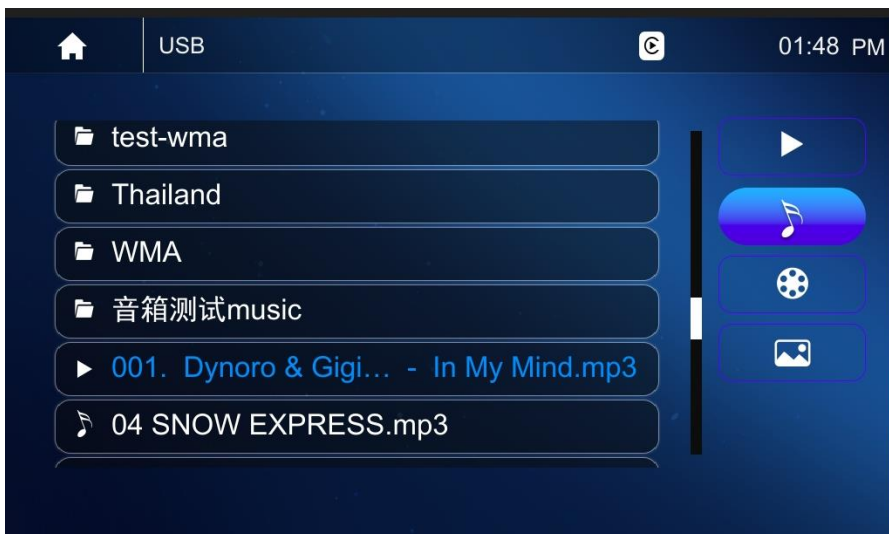 USB
01:48 PM
test-wma
Thailand
WMA
音箱测试music
001. Dynoro & Gigi... - In My Mind.mp3
04 SNOW EXPRESS.mp3